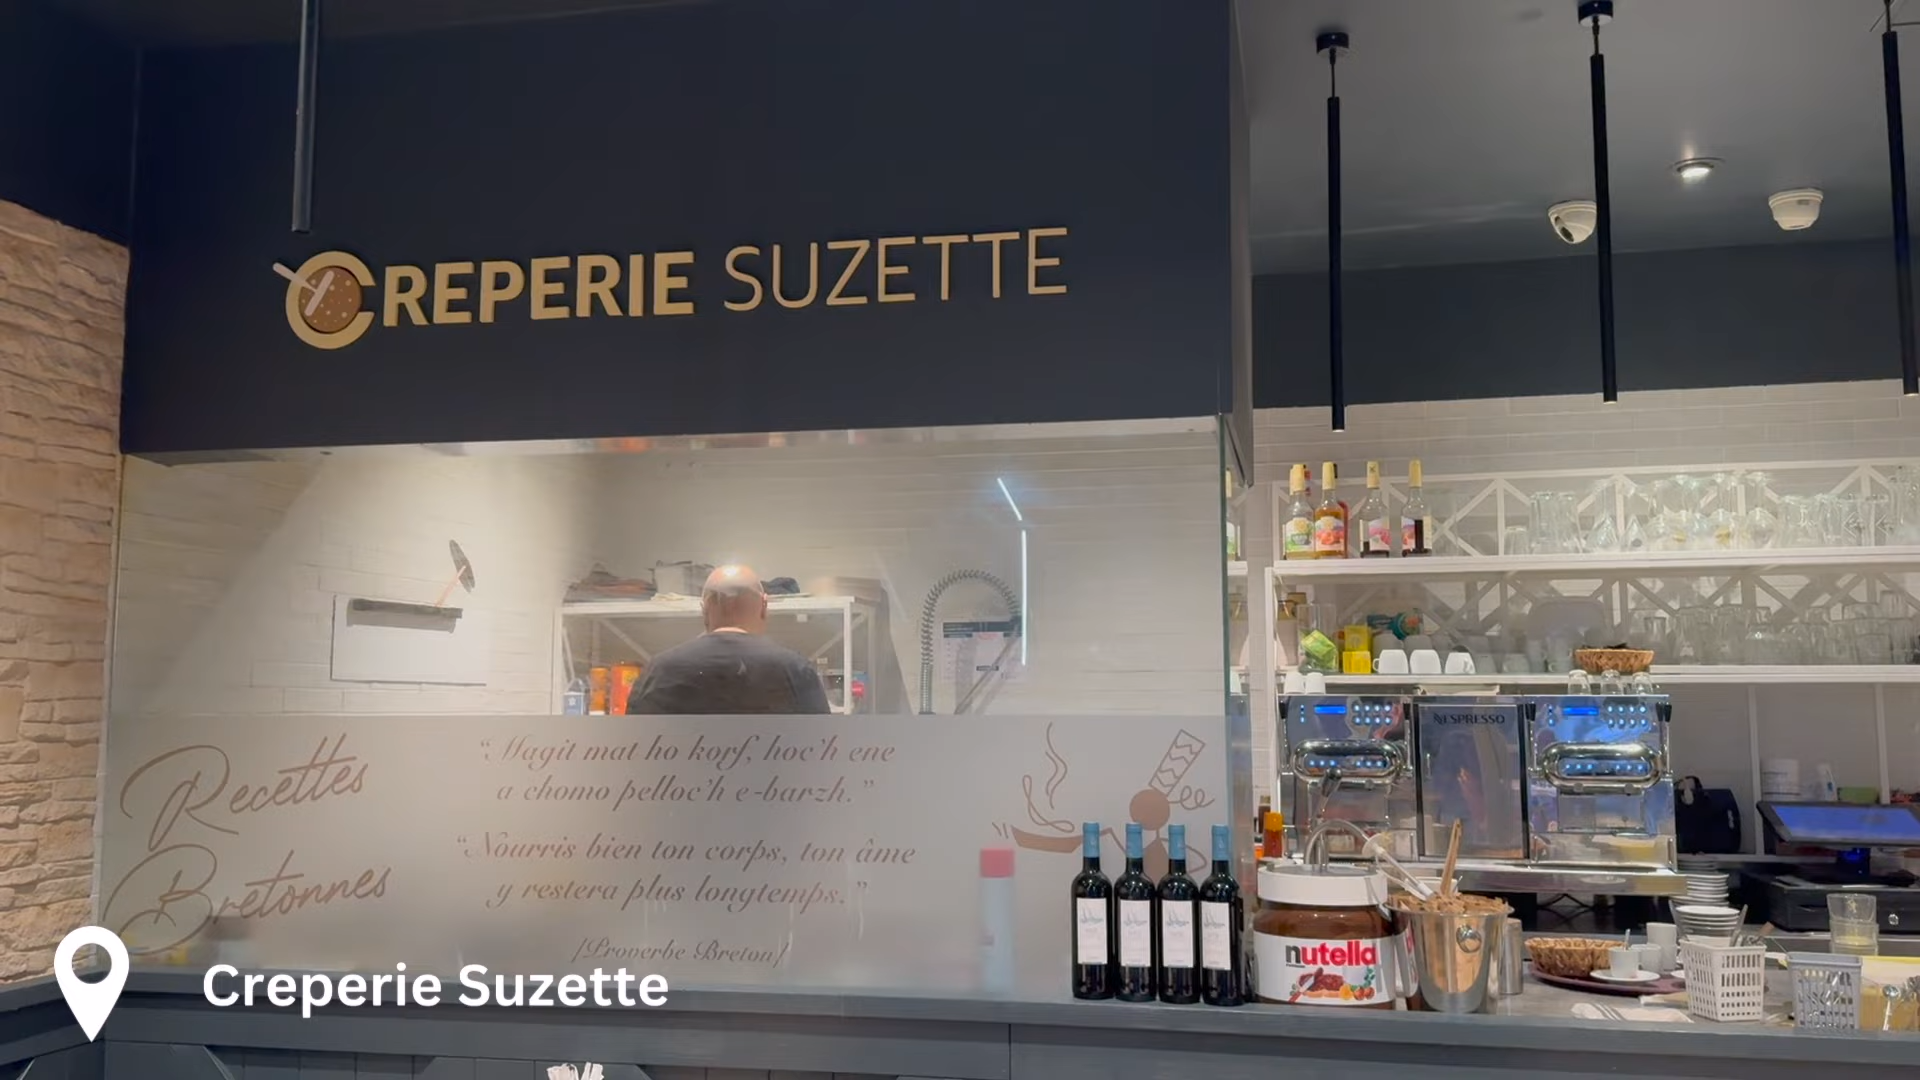 CREPERIE SUZETTE
NESPRESSO
Recettes
Bretonnes
“Magit mat ho korf, hoc’h ene
a chomo pelloc’h e-barzh.”
“Nourris bien ton corps, ton âme
y restera plus longtemps.”
[Proverbe Breton]
nutella
Creperie Suzette